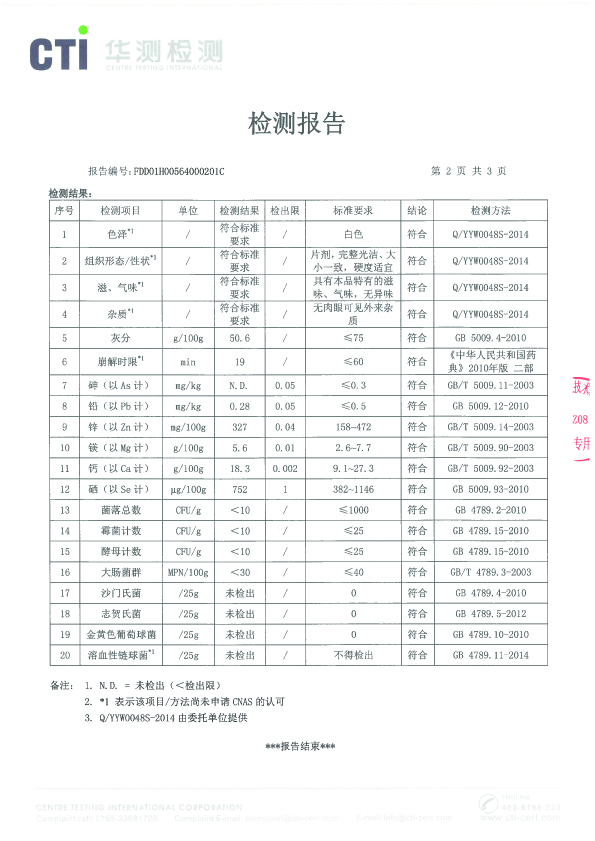 CTI 华测检测
CENTRE TESTING INTERNATIONAL
检测报告
报告编号:FDD01H00564000201C 第 2 页 共 3 页
检测结果:
序号 检测项目 单位 检测结果 检出限 标准要求 结论 检测方法
1 色泽*1 / 符合标准要求 / 白色 符合 Q/YYW0048S-2014
2 组织形态/性状*1 / 符合标准要求 / 片剂,完整光洁、大小一致,硬度适宜 符合 Q/YYW0048S-2014
3 滋、气味*1 / 符合标准要求 / 具有本品特有的滋味、气味,无异味 符合 Q/YYW0048S-2014
4 杂质*1 / 符合标准要求 / 无肉眼可见外来杂质 符合 Q/YYW0048S-2014
5 灰分 g/100g 50.6 / ≤75 符合 GB 5009.4-2010
6 崩解时限*1 min 19 / ≤60 符合 《中华人民共和国药典》2010年版 二部
7 砷(以 As 计) mg/kg N.D. 0.05 ≤0.3 符合 GB/T 5009.11-2003
8 铅(以 Pb 计) mg/kg 0.28 0.05 ≤0.5 符合 GB 5009.12-2010
9 锌(以 Zn 计) mg/100g 327 0.04 158~472 符合 GB/T 5009.14-2003
10 镁(以 Mg 计) g/100g 5.6 0.01 2.6~7.7 符合 GB/T 5009.90-2003
11 钙(以 Ca 计) g/100g 18.3 0.002 9.1~27.3 符合 GB/T 5009.92-2003
12 硒(以 Se 计) μg/100g 752 1 382~1146 符合 GB 5009.93-2010
13 菌落总数 CFU/g <10 / ≤1000 符合 GB 4789.2-2010
14 霉菌计数 CFU/g <10 / ≤25 符合 GB 4789.15-2010
15 酵母计数 CFU/g <10 / ≤25 符合 GB 4789.15-2010
16 大肠菌群 MPN/100g <30 / ≤40 符合 GB/T 4789.3-2003
17 沙门氏菌 /25g 未检出 / 0 符合 GB 4789.4-2010
18 志贺氏菌 /25g 未检出 / 0 符合 GB 4789.5-2012
19 金黄色葡萄球菌 /25g 未检出 / 0 符合 GB 4789.10-2010
20 溶血性链球菌*1 /25g 未检出 / 不得检出 符合 GB 4789.11-2014
技术
Z08
专用
备注: 1. N.D. = 未检出(<检出限)
2. *1 表示该项目/方法尚未申请 CNAS 的认可
3. Q/YYW0048S-2014 由委托单位提供
***报告结束***
CENTRE TESTING INTERNATIONAL CORPORATION
Hotline
www.cti-cert.com